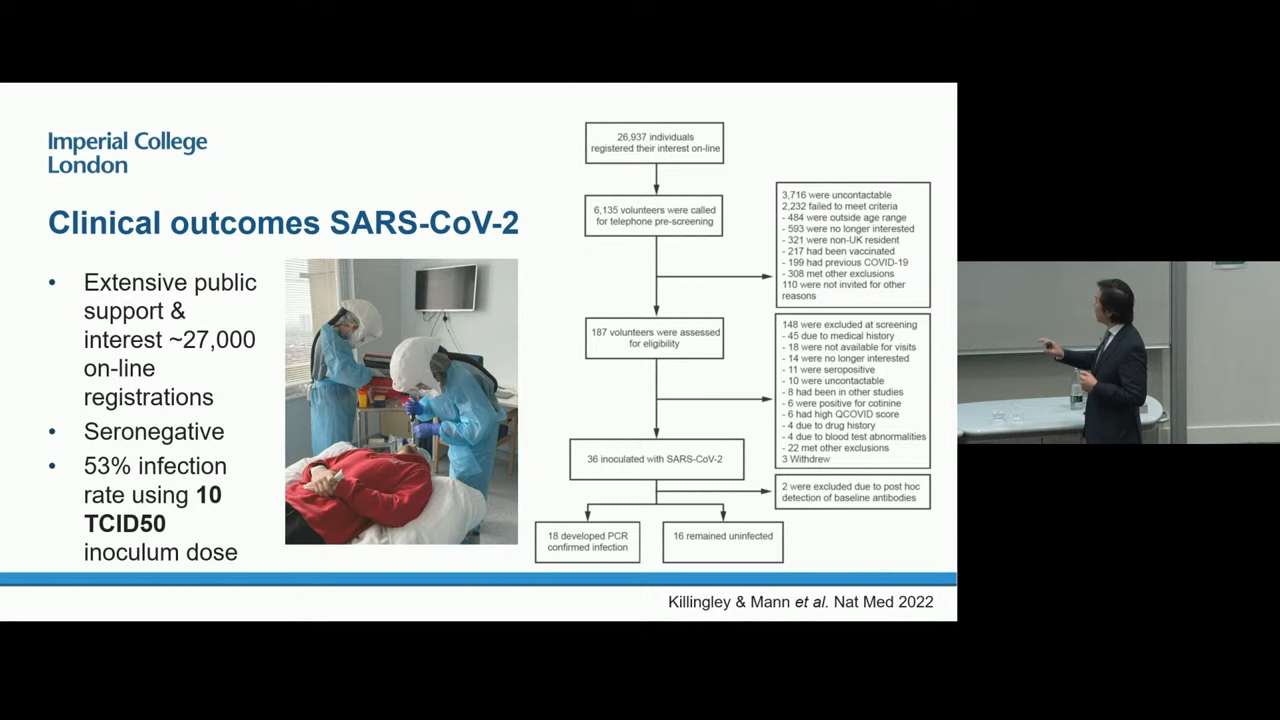 Imperial College
London
Clinical outcomes SARS-CoV-2
• Extensive public
support &
interest ~27,000
on-line
registrations
• Seronegative
• 53% infection
rate using 10
TCID50
inoculum dose
26,937 individuals
registered their interest on-line
6,135 volunteers were called
for telephone pre-screening
3,716 were uncontactable
2,232 failed to meet criteria
- 484 were outside age range
- 593 were no longer interested
- 321 were non-UK resident
- 217 had been vaccinated
- 199 had previous COVID-19
- 308 met other exclusions
110 were not invited for other
reasons
187 volunteers were assessed
for eligibility
148 were excluded at screening
- 45 due to medical history
- 18 were not available for visits
- 14 were no longer interested
- 11 were seropositive
- 10 were uncontactable
- 8 had been in other studies
- 6 were positive for cotinine
- 6 had high QCOVID score
- 4 due to drug history
- 4 due to blood test abnormalities
- 22 met other exclusions
3 Withdrew
36 inoculated with SARS-CoV-2
2 were excluded due to post hoc
detection of baseline antibodies
18 developed PCR
confirmed infection
16 remained uninfected
Killingley & Mann et al. Nat Med 2022